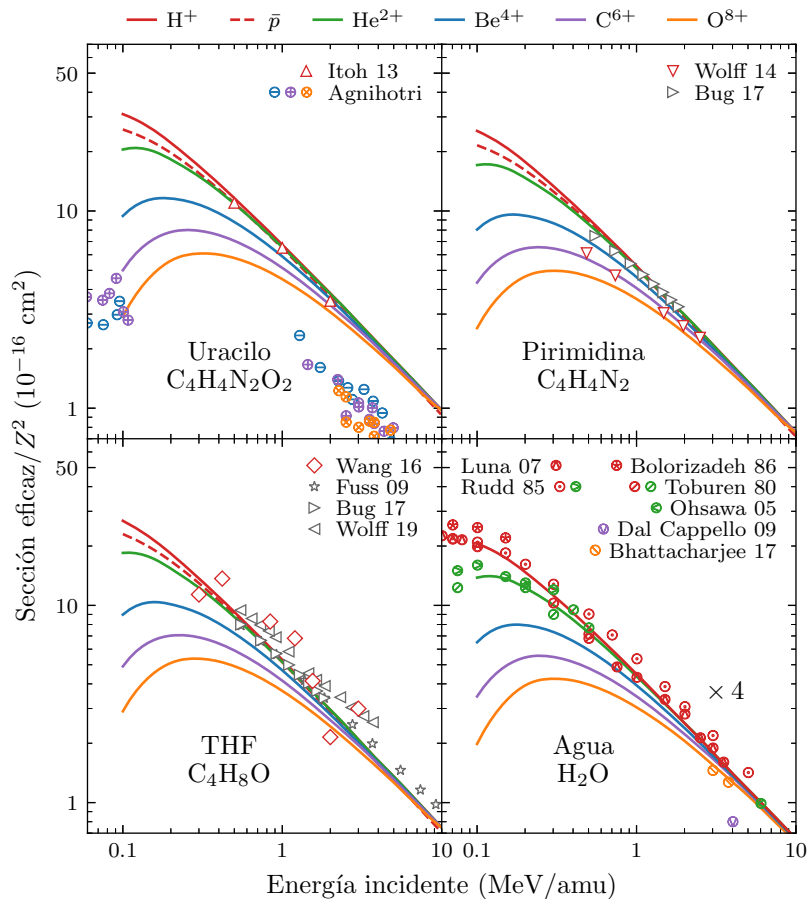 H⁺ p̄ He²⁺ Be⁴⁺ C⁶⁺ O⁸⁺
Itoh 13
Agnihotri
Uracilo
C₄H₄N₂O₂
Wolff 14
Bug 17
Pirimidina
C₄H₄N₂
50
10
1
Wang 16
Fuss 09
Bug 17
Wolff 19
THF
C₄H₈O
Luna 07 Bolorizadeh 86
Rudd 85 Toburen 80
Ohsawa 05
Dal Cappello 09
Bhattacharjee 17
× 4
Agua
H₂O
50
10
1
0.1 1 10 0.1 1 10
Sección eficaz/Z² (10⁻¹⁶ cm²)
Energía incidente (MeV/amu)